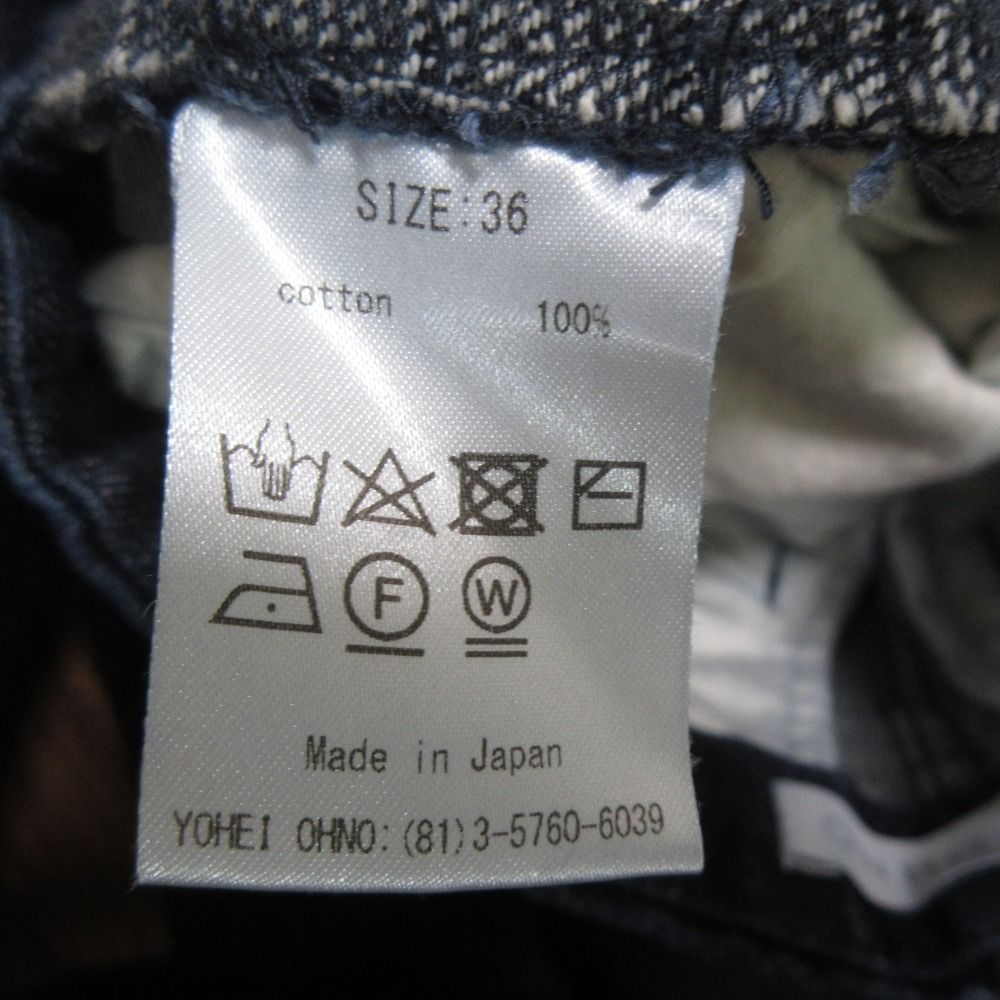 SIZE:36
cotton 100%
F W
Made in Japan
YOHEI OHNO:(81)3-5760-6039